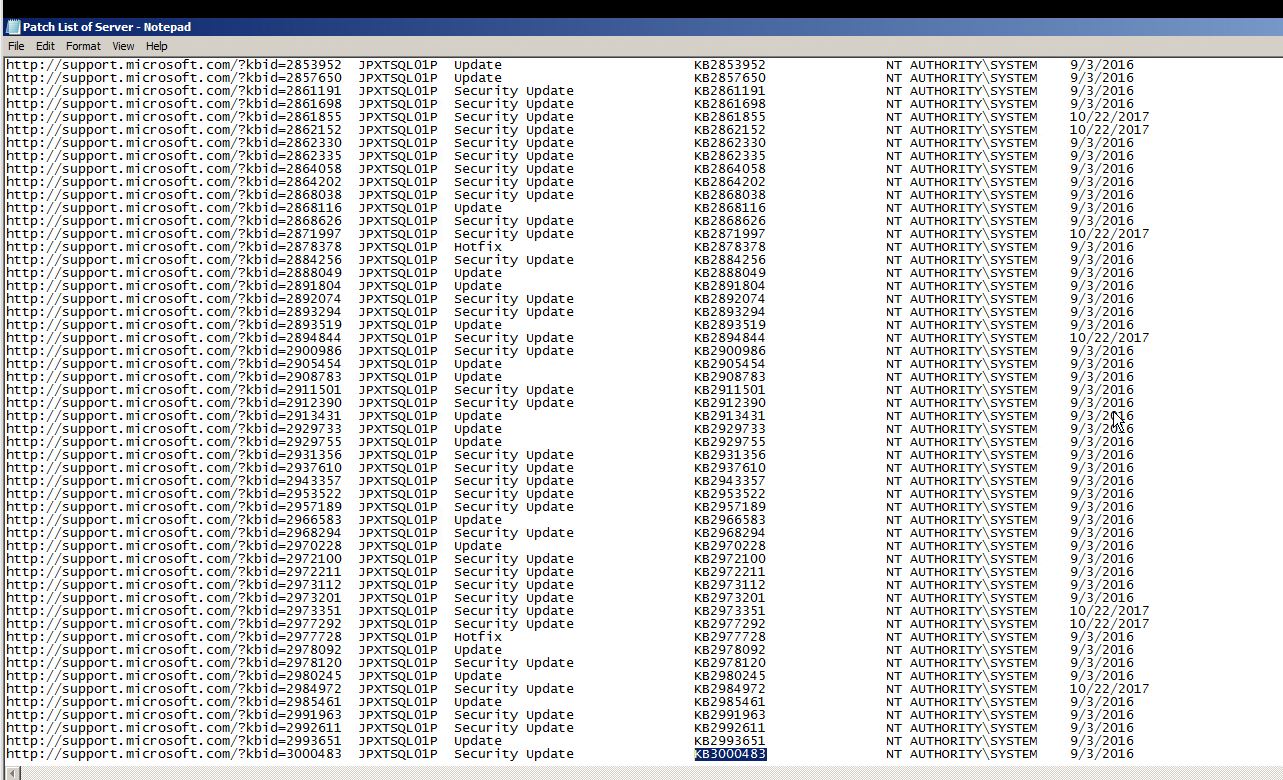 Patch List of Server - Notepad
File Edit Format View Help
http://support.microsoft.com/?kbid=2853952 JPXTSQL01P Update KB2853952 NT AUTHORITY\SYSTEM 9/3/2016
http://support.microsoft.com/?kbid=2857650 JPXTSQL01P Update KB2857650 NT AUTHORITY\SYSTEM 9/3/2016
http://support.microsoft.com/?kbid=2861191 JPXTSQL01P Security Update KB2861191 NT AUTHORITY\SYSTEM 9/3/2016
http://support.microsoft.com/?kbid=2861698 JPXTSQL01P Security Update KB2861698 NT AUTHORITY\SYSTEM 9/3/2016
http://support.microsoft.com/?kbid=2861855 JPXTSQL01P Security Update KB2861855 NT AUTHORITY\SYSTEM 10/22/2017
http://support.microsoft.com/?kbid=2862152 JPXTSQL01P Security Update KB2862152 NT AUTHORITY\SYSTEM 10/22/2017
http://support.microsoft.com/?kbid=2862330 JPXTSQL01P Security Update KB2862330 NT AUTHORITY\SYSTEM 9/3/2016
http://support.microsoft.com/?kbid=2862335 JPXTSQL01P Security Update KB2862335 NT AUTHORITY\SYSTEM 9/3/2016
http://support.microsoft.com/?kbid=2864058 JPXTSQL01P Security Update KB2864058 NT AUTHORITY\SYSTEM 9/3/2016
http://support.microsoft.com/?kbid=2864202 JPXTSQL01P Security Update KB2864202 NT AUTHORITY\SYSTEM 9/3/2016
http://support.microsoft.com/?kbid=2868038 JPXTSQL01P Security Update KB2868038 NT AUTHORITY\SYSTEM 9/3/2016
http://support.microsoft.com/?kbid=2868116 JPXTSQL01P Update KB2868116 NT AUTHORITY\SYSTEM 9/3/2016
http://support.microsoft.com/?kbid=2868626 JPXTSQL01P Security Update KB2868626 NT AUTHORITY\SYSTEM 9/3/2016
http://support.microsoft.com/?kbid=2871997 JPXTSQL01P Security Update KB2871997 NT AUTHORITY\SYSTEM 10/22/2017
http://support.microsoft.com/?kbid=2878378 JPXTSQL01P Hotfix KB2878378 NT AUTHORITY\SYSTEM 9/3/2016
http://support.microsoft.com/?kbid=2884256 JPXTSQL01P Security Update KB2884256 NT AUTHORITY\SYSTEM 9/3/2016
http://support.microsoft.com/?kbid=2888049 JPXTSQL01P Update KB2888049 NT AUTHORITY\SYSTEM 9/3/2016
http://support.microsoft.com/?kbid=2891804 JPXTSQL01P Update KB2891804 NT AUTHORITY\SYSTEM 9/3/2016
http://support.microsoft.com/?kbid=2892074 JPXTSQL01P Security Update KB2892074 NT AUTHORITY\SYSTEM 9/3/2016
http://support.microsoft.com/?kbid=2893294 JPXTSQL01P Security Update KB2893294 NT AUTHORITY\SYSTEM 9/3/2016
http://support.microsoft.com/?kbid=2893519 JPXTSQL01P Update KB2893519 NT AUTHORITY\SYSTEM 9/3/2016
http://support.microsoft.com/?kbid=2894844 JPXTSQL01P Security Update KB2894844 NT AUTHORITY\SYSTEM 10/22/2017
http://support.microsoft.com/?kbid=2900986 JPXTSQL01P Security Update KB2900986 NT AUTHORITY\SYSTEM 9/3/2016
http://support.microsoft.com/?kbid=2905454 JPXTSQL01P Update KB2905454 NT AUTHORITY\SYSTEM 9/3/2016
http://support.microsoft.com/?kbid=2908783 JPXTSQL01P Update KB2908783 NT AUTHORITY\SYSTEM 9/3/2016
http://support.microsoft.com/?kbid=2911501 JPXTSQL01P Security Update KB2911501 NT AUTHORITY\SYSTEM 9/3/2016
http://support.microsoft.com/?kbid=2912390 JPXTSQL01P Security Update KB2912390 NT AUTHORITY\SYSTEM 9/3/2016
http://support.microsoft.com/?kbid=2913431 JPXTSQL01P Update KB2913431 NT AUTHORITY\SYSTEM 9/3/2016
http://support.microsoft.com/?kbid=2929733 JPXTSQL01P Update KB2929733 NT AUTHORITY\SYSTEM 9/3/2016
http://support.microsoft.com/?kbid=2929755 JPXTSQL01P Update KB2929755 NT AUTHORITY\SYSTEM 9/3/2016
http://support.microsoft.com/?kbid=2931356 JPXTSQL01P Security Update KB2931356 NT AUTHORITY\SYSTEM 9/3/2016
http://support.microsoft.com/?kbid=2937610 JPXTSQL01P Security Update KB2937610 NT AUTHORITY\SYSTEM 9/3/2016
http://support.microsoft.com/?kbid=2943357 JPXTSQL01P Security Update KB2943357 NT AUTHORITY\SYSTEM 9/3/2016
http://support.microsoft.com/?kbid=2953522 JPXTSQL01P Security Update KB2953522 NT AUTHORITY\SYSTEM 9/3/2016
http://support.microsoft.com/?kbid=2957189 JPXTSQL01P Security Update KB2957189 NT AUTHORITY\SYSTEM 9/3/2016
http://support.microsoft.com/?kbid=2966583 JPXTSQL01P Update KB2966583 NT AUTHORITY\SYSTEM 9/3/2016
http://support.microsoft.com/?kbid=2968294 JPXTSQL01P Security Update KB2968294 NT AUTHORITY\SYSTEM 9/3/2016
http://support.microsoft.com/?kbid=2970228 JPXTSQL01P Update KB2970228 NT AUTHORITY\SYSTEM 9/3/2016
http://support.microsoft.com/?kbid=2972100 JPXTSQL01P Security Update KB2972100 NT AUTHORITY\SYSTEM 9/3/2016
http://support.microsoft.com/?kbid=2972211 JPXTSQL01P Security Update KB2972211 NT AUTHORITY\SYSTEM 9/3/2016
http://support.microsoft.com/?kbid=2973112 JPXTSQL01P Security Update KB2973112 NT AUTHORITY\SYSTEM 9/3/2016
http://support.microsoft.com/?kbid=2973201 JPXTSQL01P Security Update KB2973201 NT AUTHORITY\SYSTEM 9/3/2016
http://support.microsoft.com/?kbid=2973351 JPXTSQL01P Security Update KB2973351 NT AUTHORITY\SYSTEM 10/22/2017
http://support.microsoft.com/?kbid=2977292 JPXTSQL01P Security Update KB2977292 NT AUTHORITY\SYSTEM 10/22/2017
http://support.microsoft.com/?kbid=2977728 JPXTSQL01P Hotfix KB2977728 NT AUTHORITY\SYSTEM 9/3/2016
http://support.microsoft.com/?kbid=2978092 JPXTSQL01P Update KB2978092 NT AUTHORITY\SYSTEM 9/3/2016
http://support.microsoft.com/?kbid=2978120 JPXTSQL01P Security Update KB2978120 NT AUTHORITY\SYSTEM 9/3/2016
http://support.microsoft.com/?kbid=2980245 JPXTSQL01P Update KB2980245 NT AUTHORITY\SYSTEM 9/3/2016
http://support.microsoft.com/?kbid=2984972 JPXTSQL01P Security Update KB2984972 NT AUTHORITY\SYSTEM 10/22/2017
http://support.microsoft.com/?kbid=2985461 JPXTSQL01P Update KB2985461 NT AUTHORITY\SYSTEM 9/3/2016
http://support.microsoft.com/?kbid=2991963 JPXTSQL01P Security Update KB2991963 NT AUTHORITY\SYSTEM 9/3/2016
http://support.microsoft.com/?kbid=2992611 JPXTSQL01P Security Update KB2992611 NT AUTHORITY\SYSTEM 9/3/2016
http://support.microsoft.com/?kbid=2993651 JPXTSQL01P Update KB2993651 NT AUTHORITY\SYSTEM 9/3/2016
http://support.microsoft.com/?kbid=3000483 JPXTSQL01P Security Update KB3000483 NT AUTHORITY\SYSTEM 9/3/2016